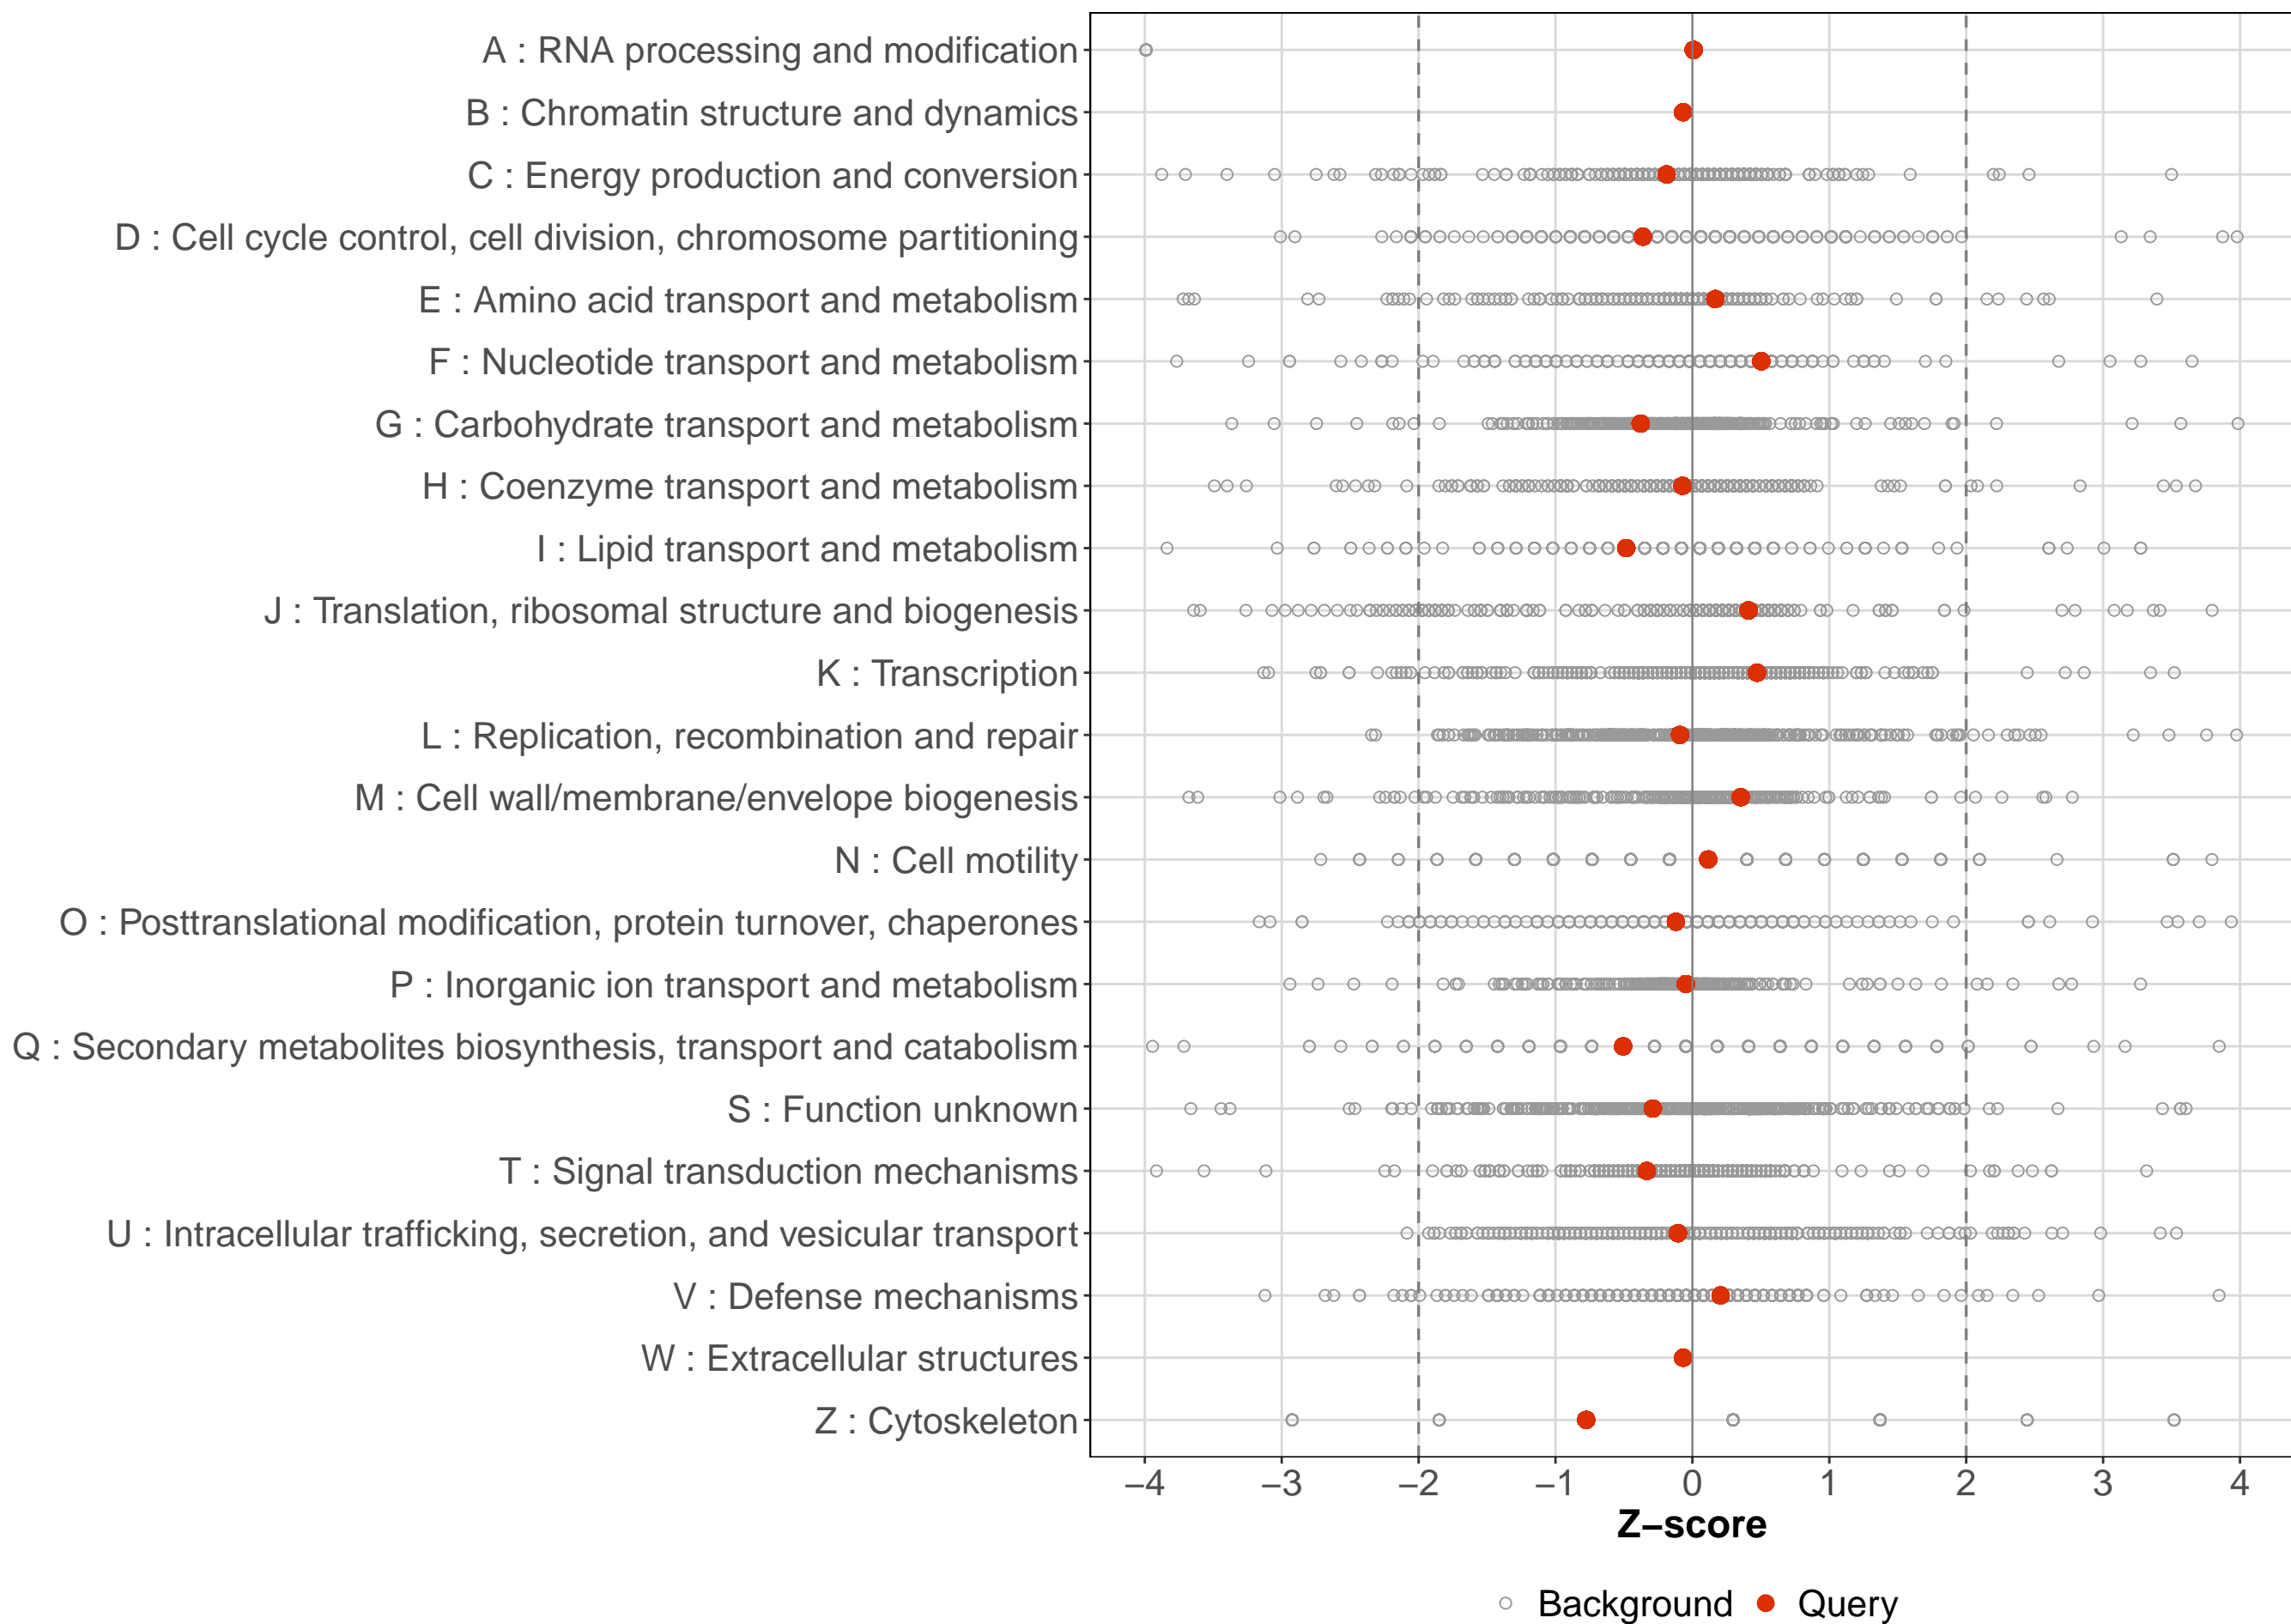 A : RNA processing and modification
B : Chromatin structure and dynamics
C : Energy production and conversion
D : Cell cycle control, cell division, chromosome partitioning
E : Amino acid transport and metabolism
F : Nucleotide transport and metabolism
G : Carbohydrate transport and metabolism
H : Coenzyme transport and metabolism
I : Lipid transport and metabolism
J : Translation, ribosomal structure and biogenesis
K : Transcription
L : Replication, recombination and repair
M : Cell wall/membrane/envelope biogenesis
N : Cell motility
O : Posttranslational modification, protein turnover, chaperones
P : Inorganic ion transport and metabolism
Q : Secondary metabolites biosynthesis, transport and catabolism
S : Function unknown
T : Signal transduction mechanisms
U : Intracellular trafficking, secretion, and vesicular transport
V : Defense mechanisms
W : Extracellular structures
Z : Cytoskeleton
−4 −3 −2 −1 0 1 2 3 4
Z−score
Background Query